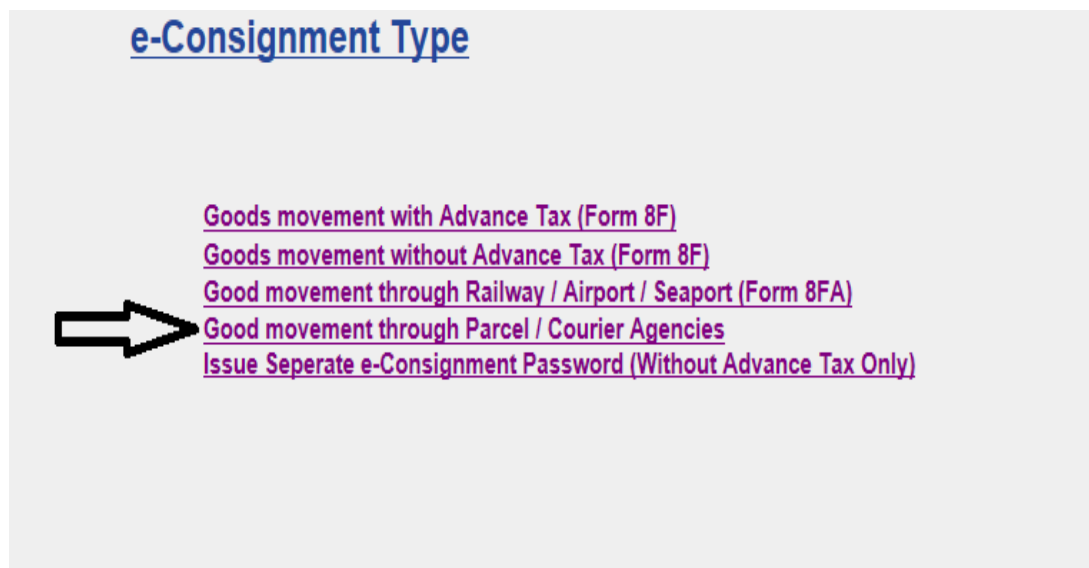 e-Consignment Type
Goods movement with Advance Tax (Form 8F)
Goods movement without Advance Tax (Form 8F)
Good movement through Railway / Airport / Seaport (Form 8FA)
Good movement through Parcel / Courier Agencies
Issue Seperate e-Consignment Password (Without Advance Tax Only)